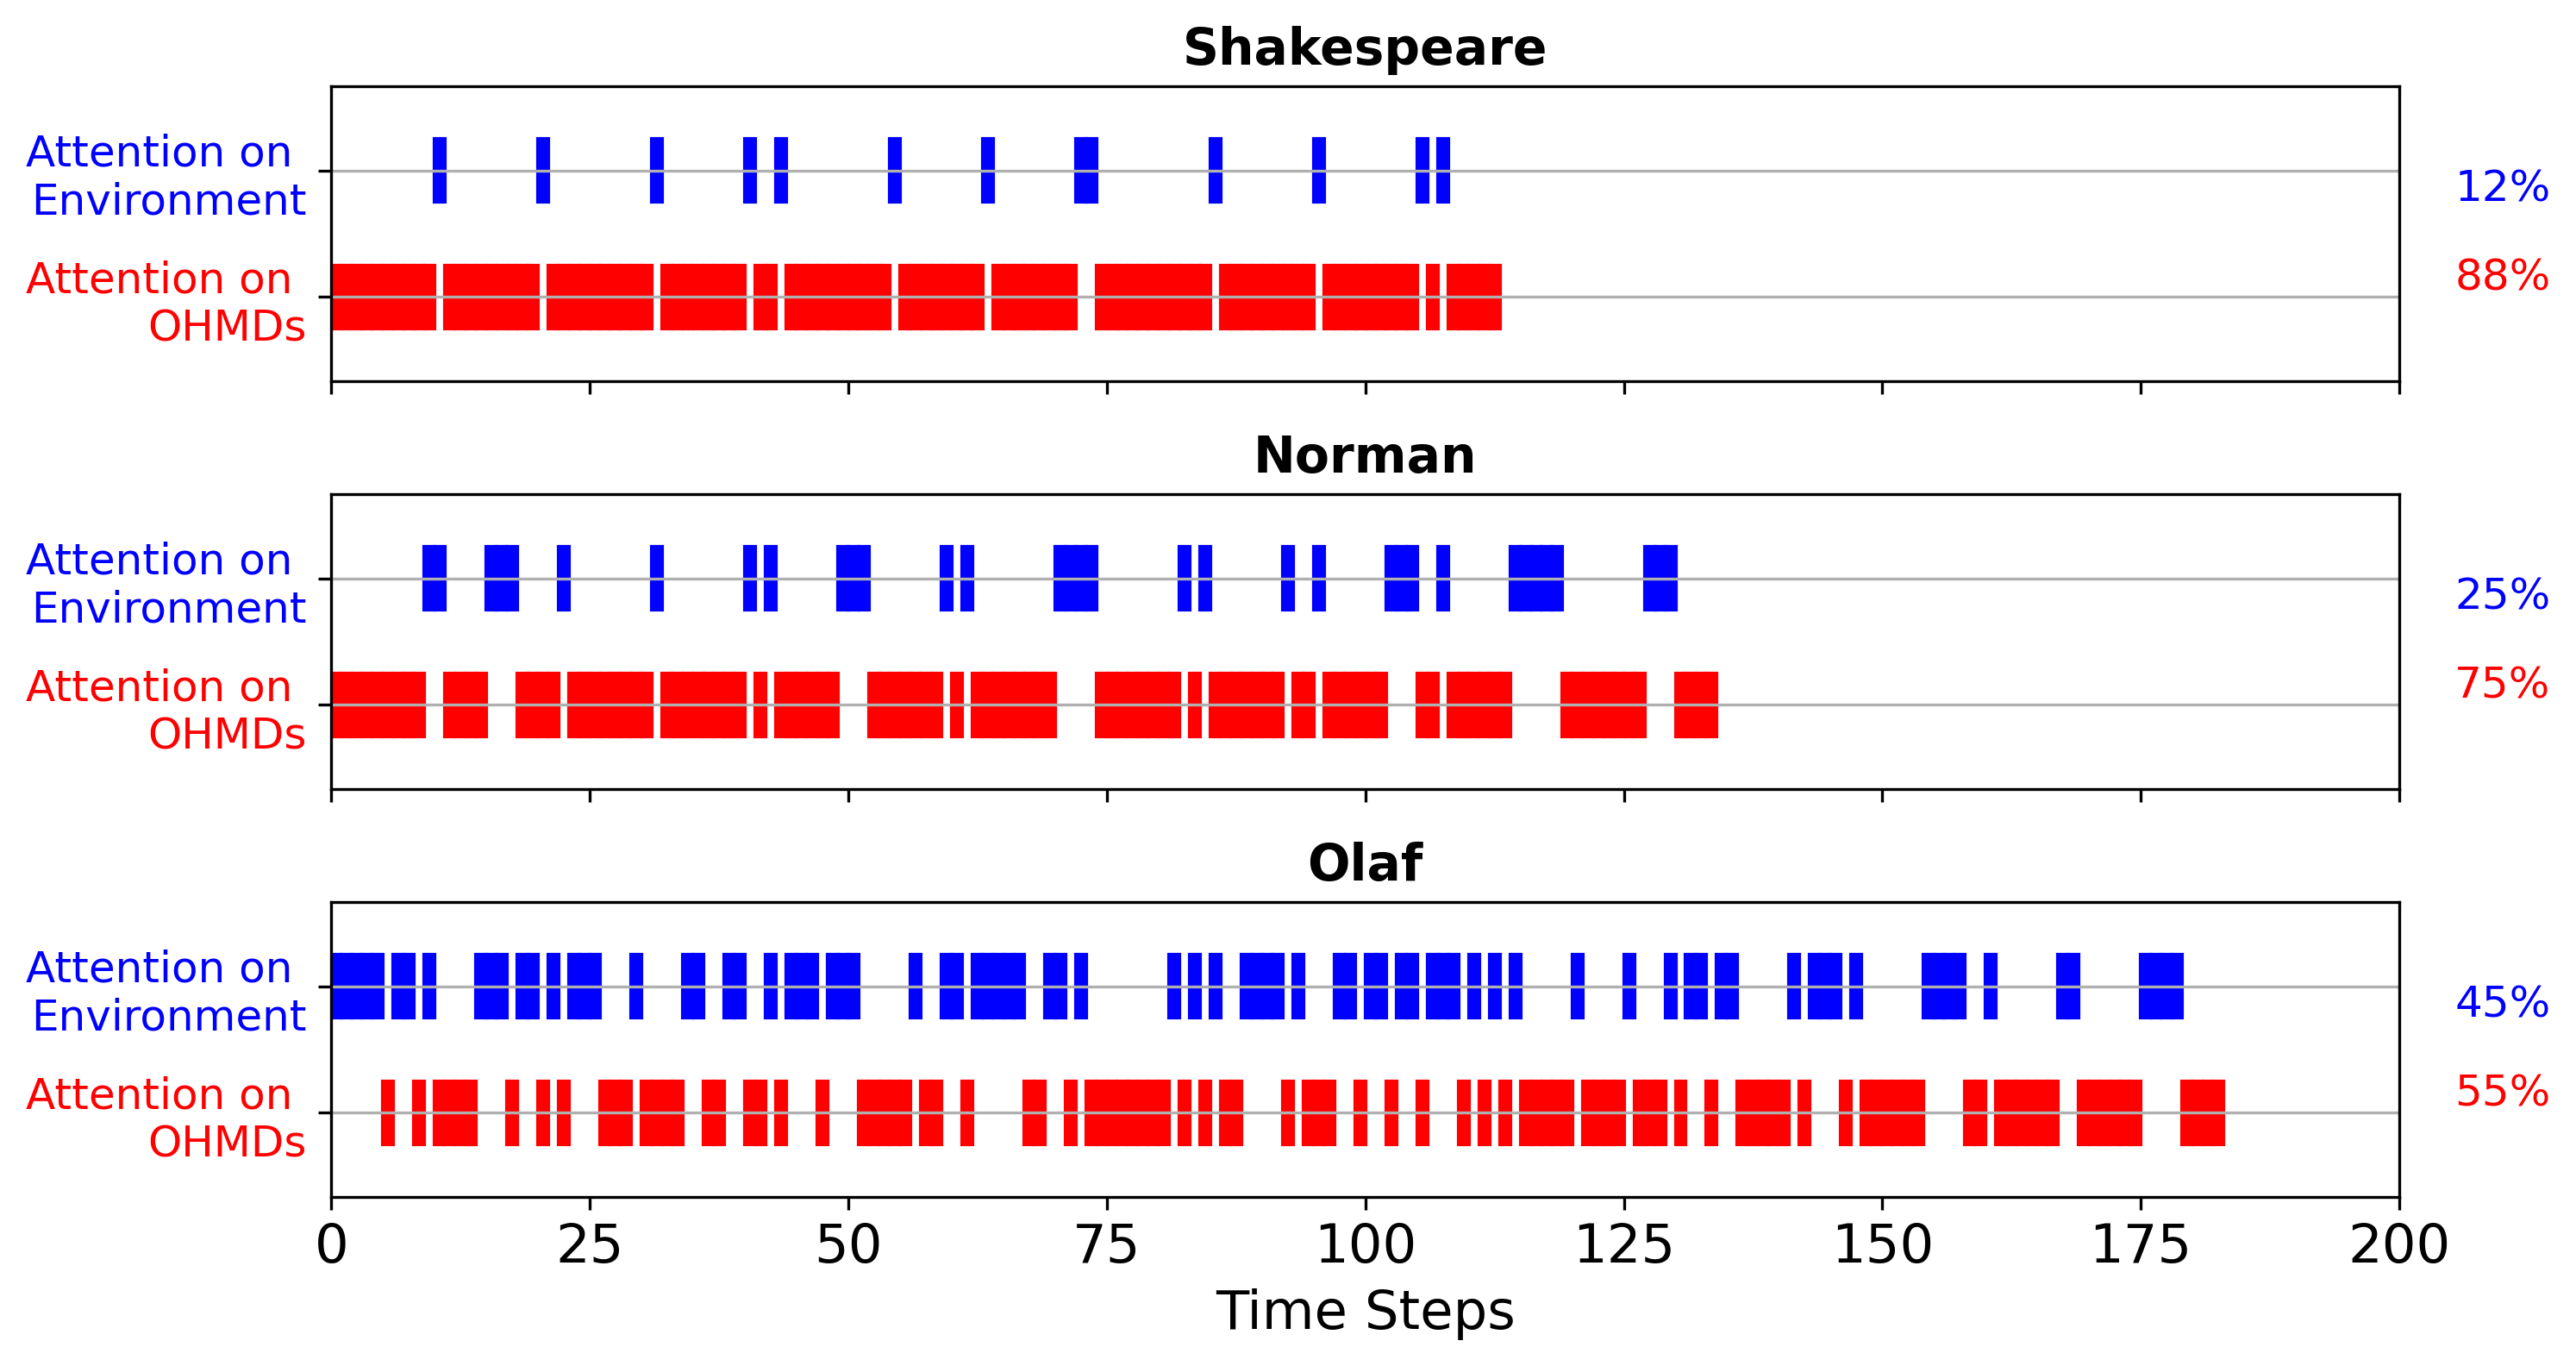 Shakespeare
Attention on
Environment
12%
Attention on
OHMDs
88%
Norman
Attention on
Environment
25%
Attention on
OHMDs
75%
Olaf
Attention on
Environment
45%
Attention on
OHMDs
55%
0 25 50 75 100 125 150 175 200
Time Steps